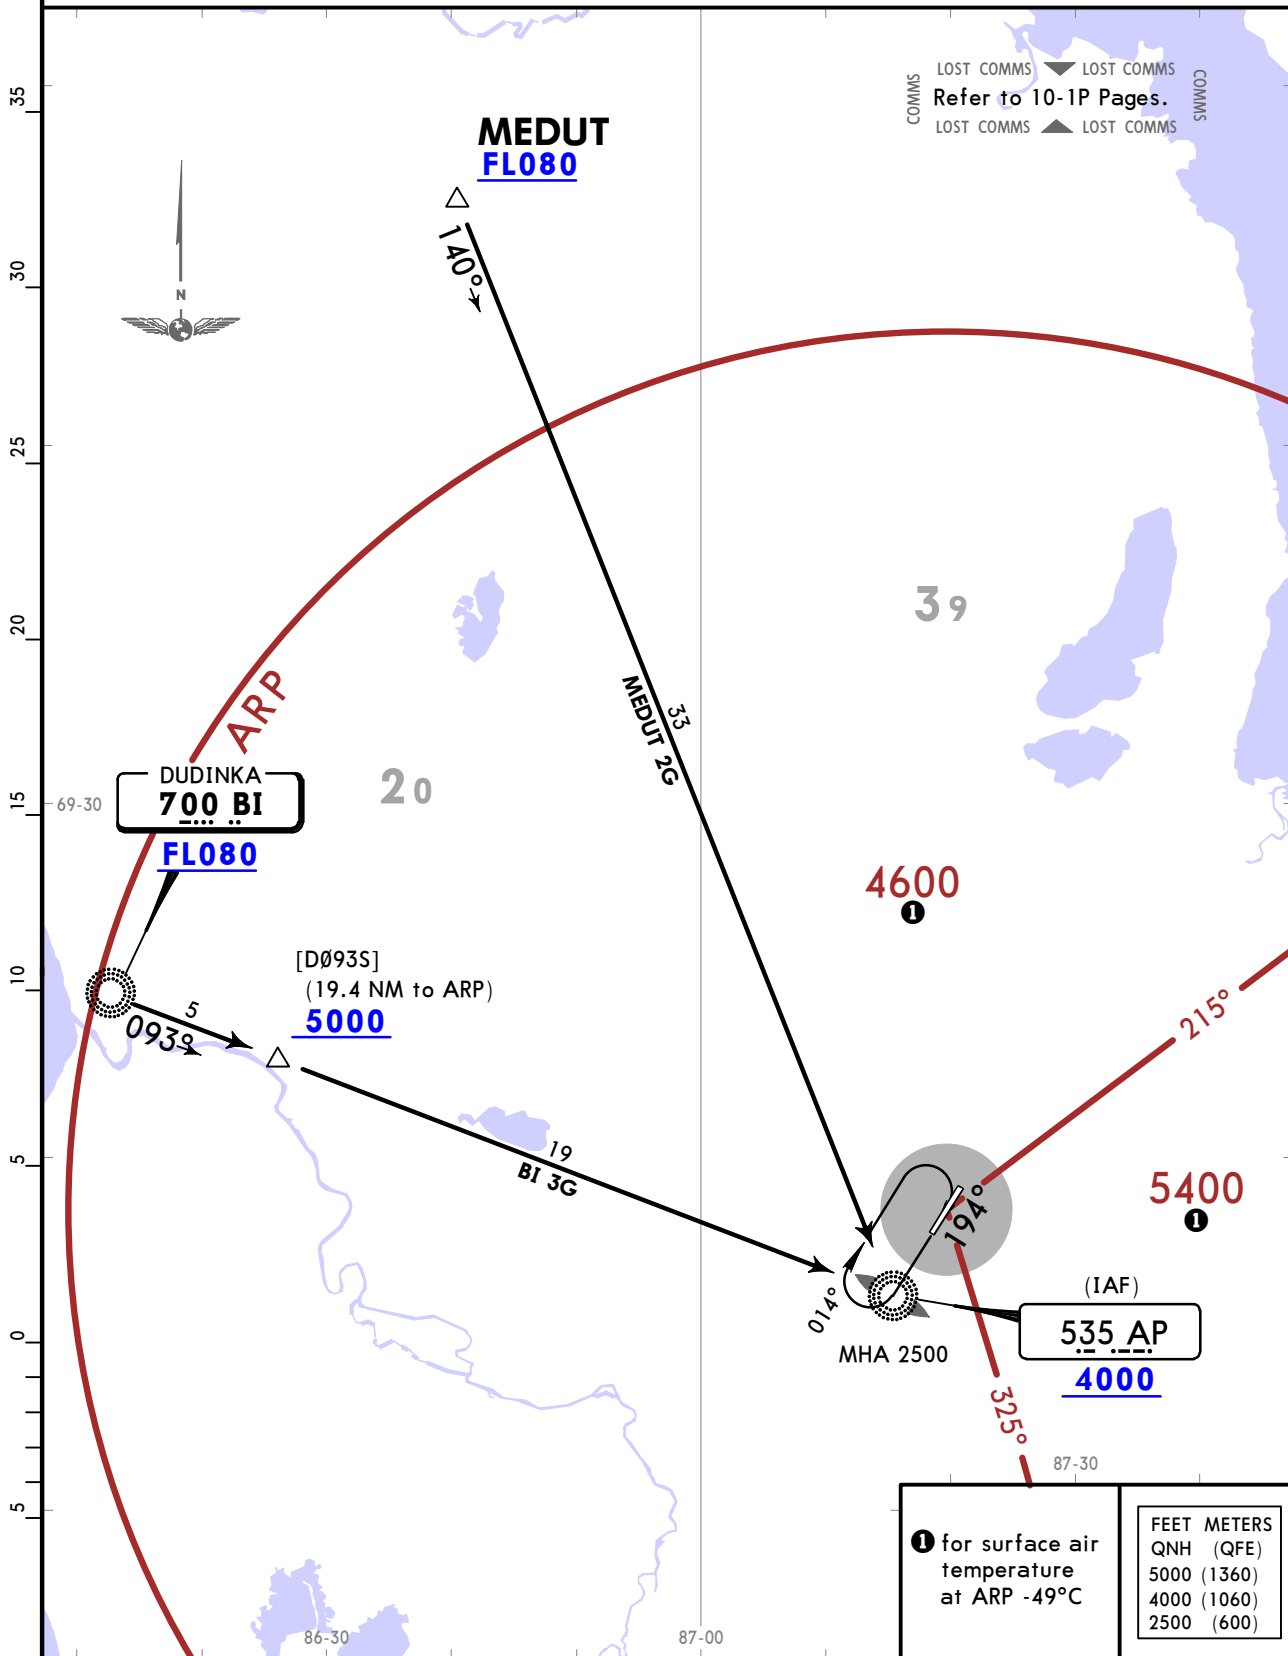 LOST COMMS LOST COMMS
COMMS
Refer to 10-1P Pages.
COMMS
LOST COMMS LOST COMMS
35
MEDUT
FL080
140°
30
N
25
39
20
33
MEDUT 2G
ARP
DUDINKA
700 BI
20
15
69-30
FL080
4600
1
[DØ93S]
(19.4 NM to ARP)
5000
10
5
093°
215°
5
19
BI 3G
5400
1
194°
014°
(IAF)
535 AP
4000
MHA 2500
0
325°
87-30
5
1 for surface air
temperature
at ARP -49°C
FEET METERS
QNH (QFE)
5000 (1360)
4000 (1060)
2500 (600)
86-30
87-00